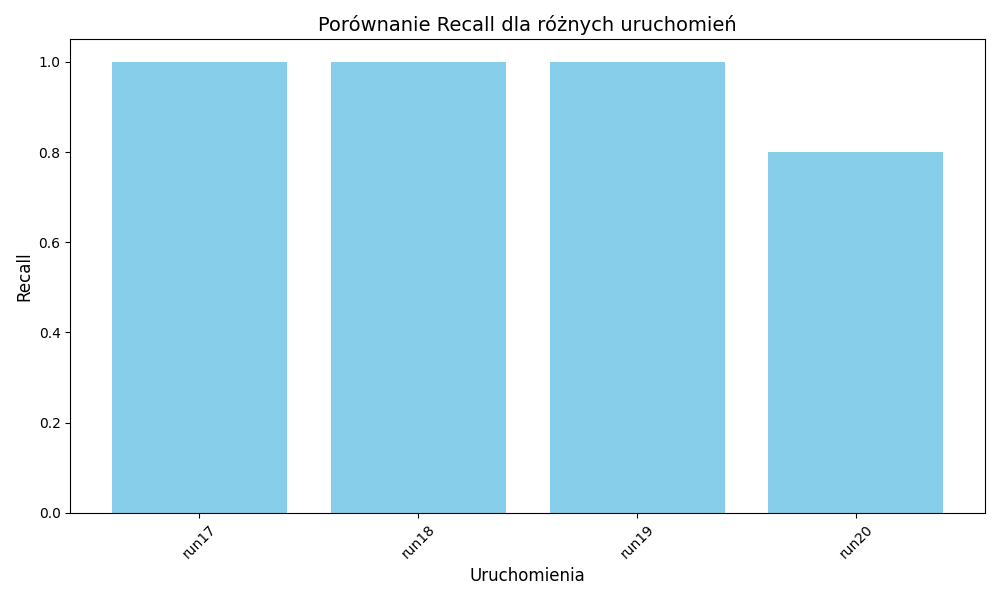 Porównanie Recall dla różnych uruchomień
Recall
1.0
0.8
0.6
0.4
0.2
0.0
run17
run18
run19
run20
Uruchomienia